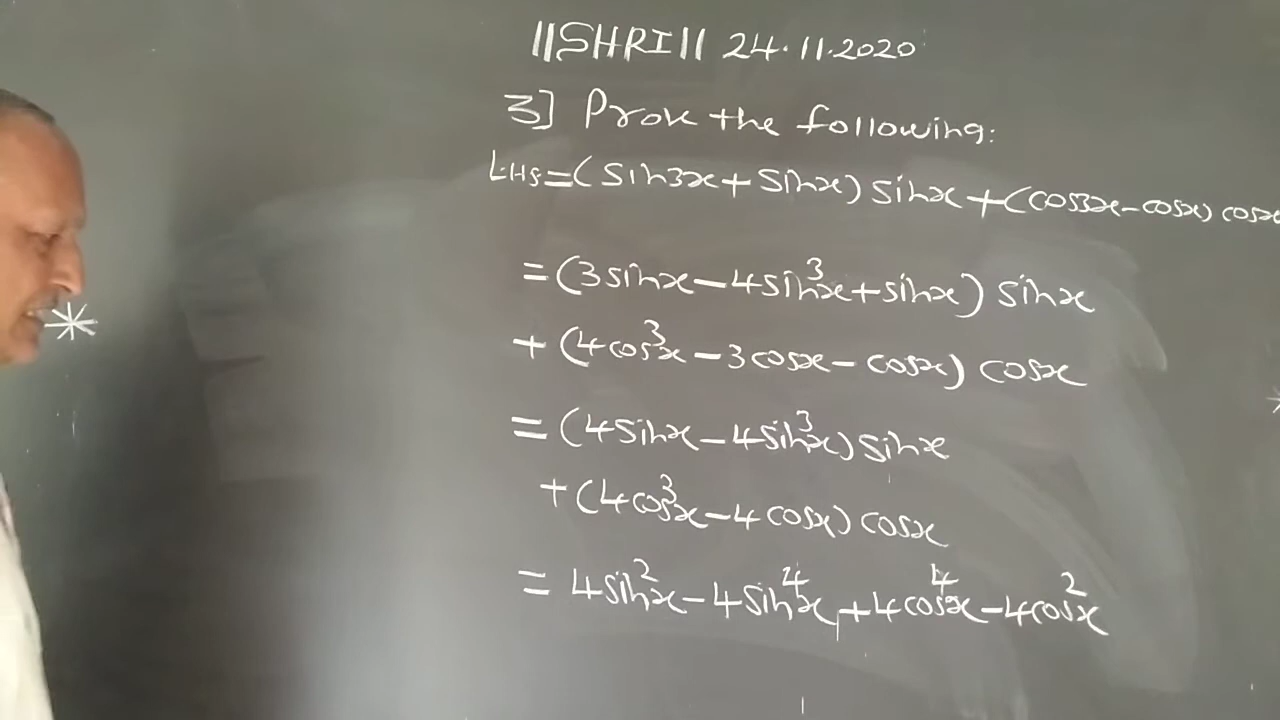 ||SHRI|| 24.11.2020
3] Prove the following:
LHS=(sin3x+sinx)sinx+(cos3x-cosx)cosx
=(3sinx-4sin³x+sinx)sinx
+(4cos³x-3cosx-cosx)cosx
=(4sinx-4sin³x)sinx
+(4cos³x-4cosx)cosx
=4sin²x-4sin⁴x+4cos⁴x-4cos²x